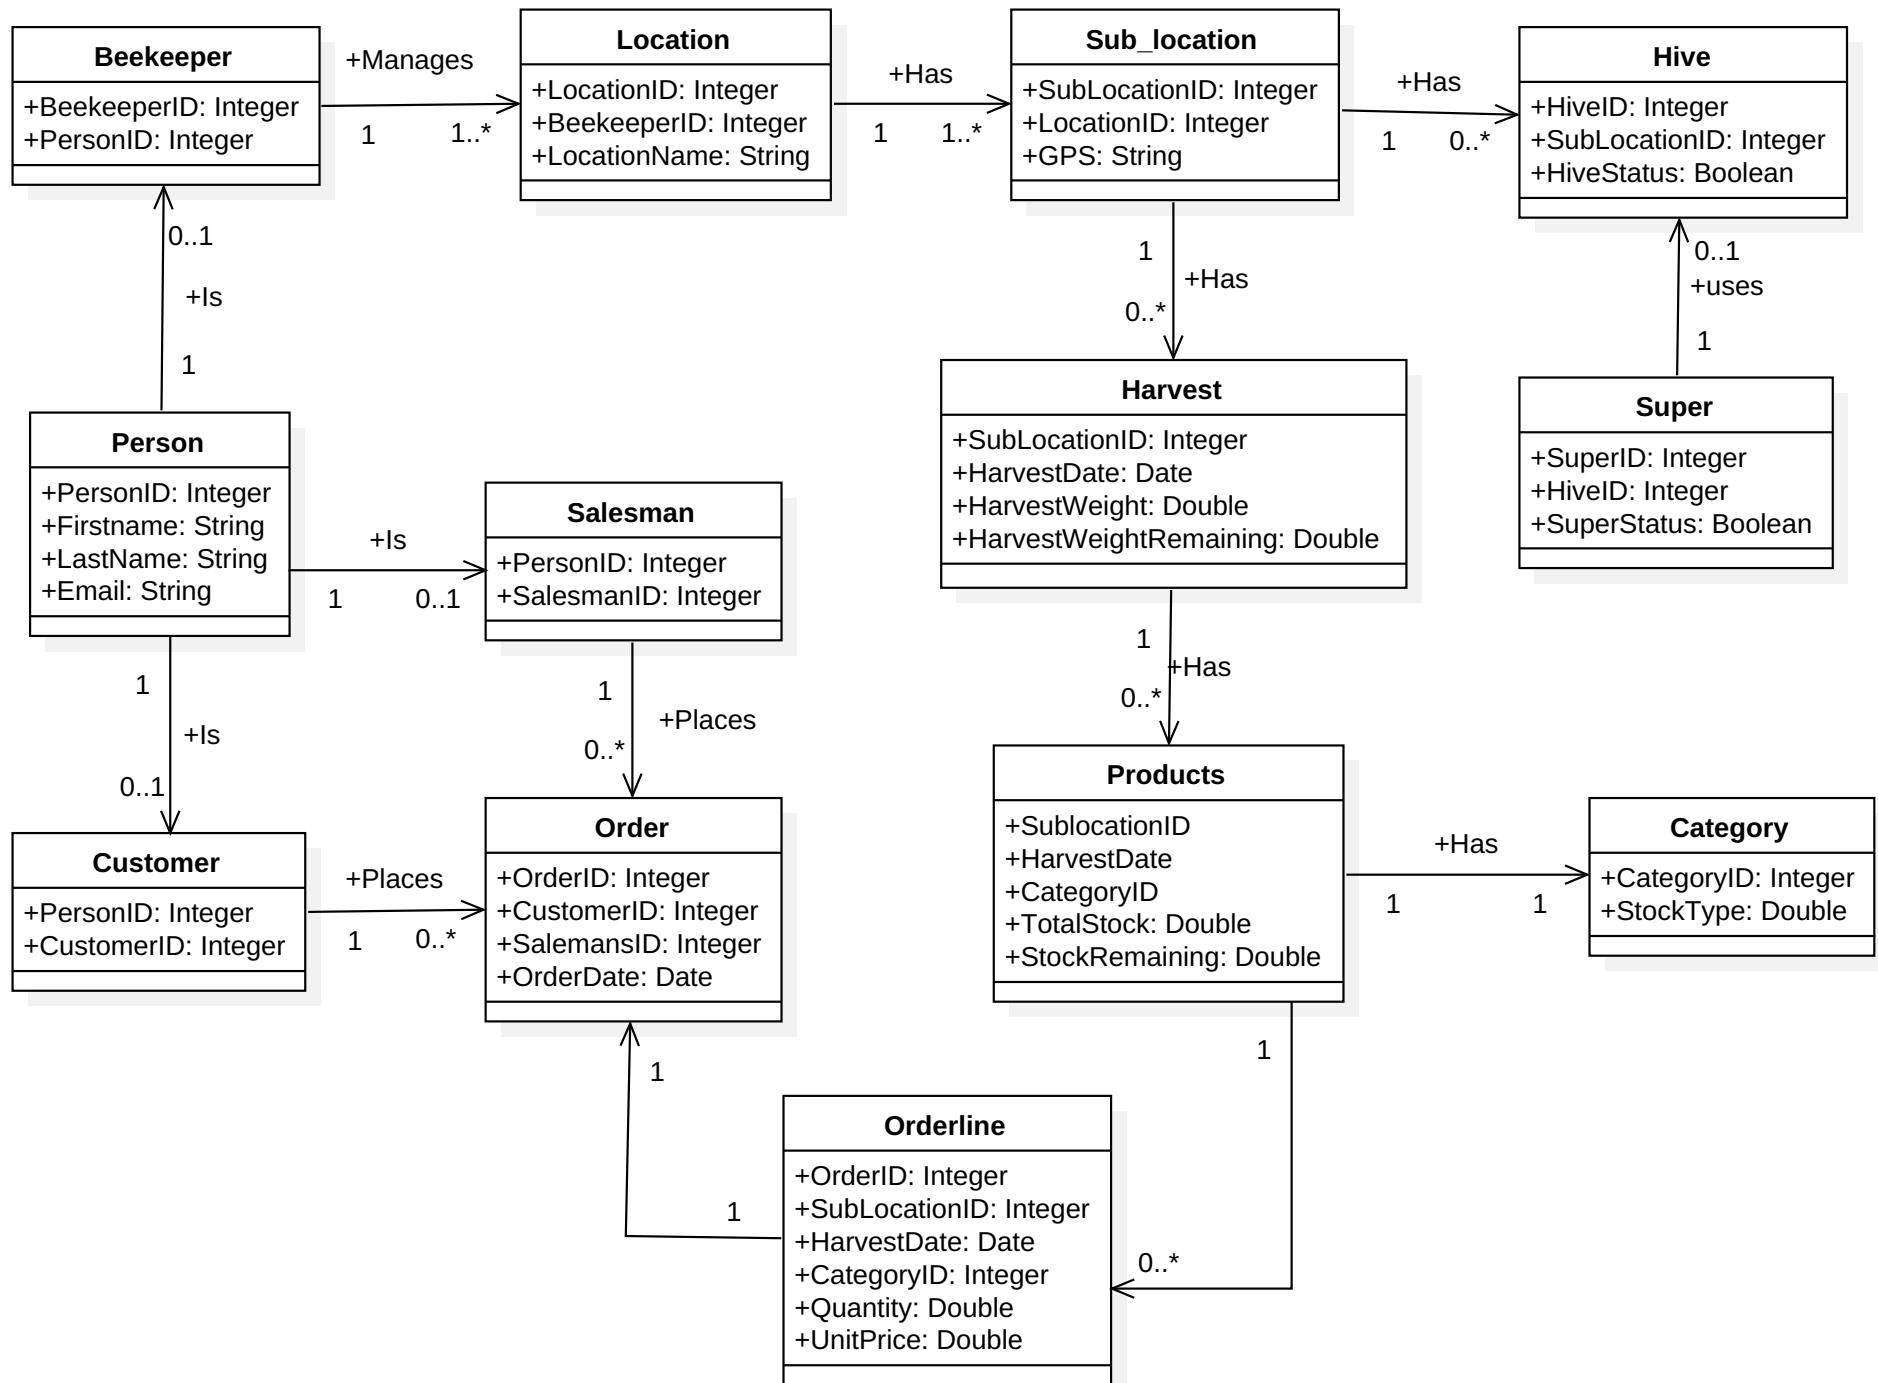 Beekeeper
+BeekeeperID: Integer
+PersonID: Integer
+Manages
1
1..*
Location
+LocationID: Integer
+BeekeeperID: Integer
+LocationName: String
+Has
1
1..*
Sub_location
+SubLocationID: Integer
+LocationID: Integer
+GPS: String
+Has
1
0..*
Hive
+HiveID: Integer
+SubLocationID: Integer
+HiveStatus: Boolean
0..1
+Is
1
1
+Has
0..*
0..1
+uses
1
Person
+PersonID: Integer
+Firstname: String
+LastName: String
+Email: String
+Is
1
0..1
Salesman
+PersonID: Integer
+SalesmanID: Integer
Harvest
+SubLocationID: Integer
+HarvestDate: Date
+HarvestWeight: Double
+HarvestWeightRemaining: Double
Super
+SuperID: Integer
+HiveID: Integer
+SuperStatus: Boolean
1
+Is
0..1
1
+Places
0..*
1
+Has
0..*
Customer
+PersonID: Integer
+CustomerID: Integer
+Places
1
0..*
Order
+OrderID: Integer
+CustomerID: Integer
+SalemansID: Integer
+OrderDate: Date
Products
+SublocationID
+HarvestDate
+CategoryID
+TotalStock: Double
+StockRemaining: Double
+Has
1
1
Category
+CategoryID: Integer
+StockType: Double
1
1
1
0..*
Orderline
+OrderID: Integer
+SubLocationID: Integer
+HarvestDate: Date
+CategoryID: Integer
+Quantity: Double
+UnitPrice: Double